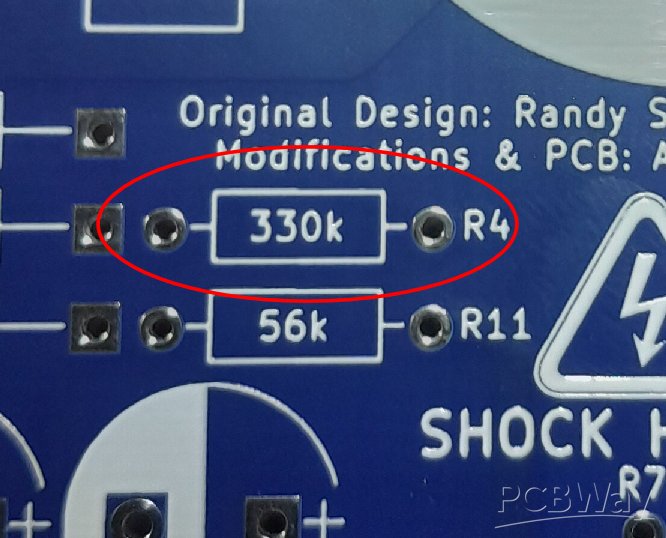 Original Design: Randy S
Modifications & PCB: A
330k R4
56k R11
SHOCK H
R7
+ +
PCBWay